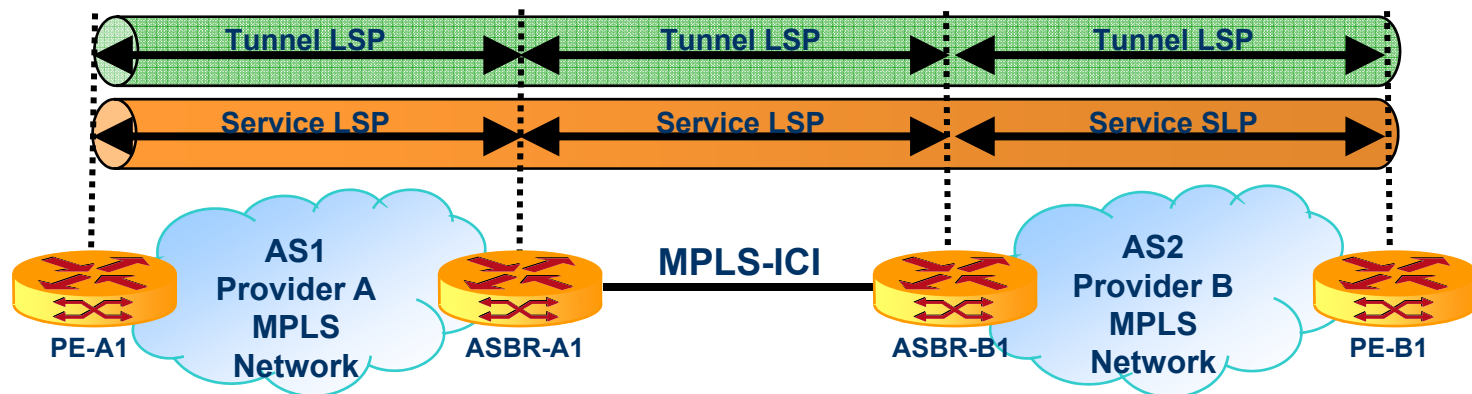 Tunnel LSP
Tunnel LSP
Tunnel LSP
Service LSP
Service LSP
Service SLP
AS1
Provider A
MPLS
Network
MPLS-ICI
AS2
Provider B
MPLS
Network
PE-A1
ASBR-A1
ASBR-B1
PE-B1